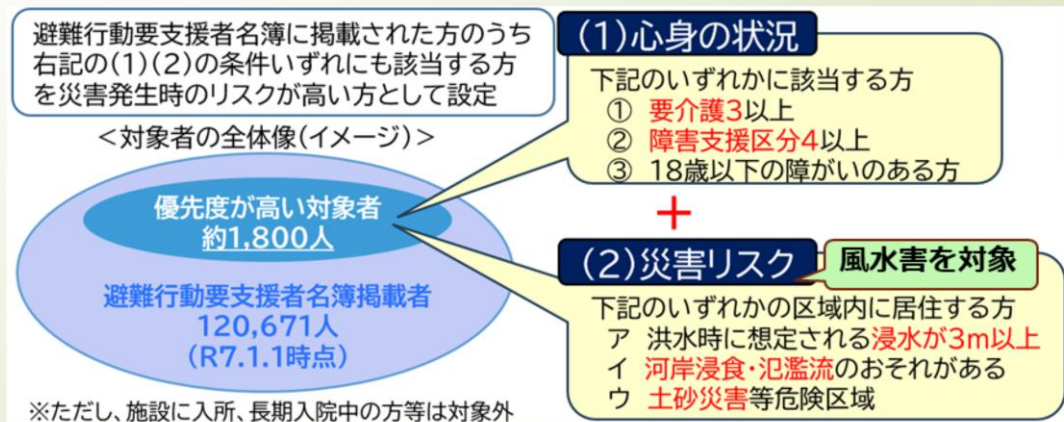 避難行動要支援者名簿に掲載された方のうち
右記の(1)(2)の条件いずれにも該当する方
を災害発生時のリスクが高い方として設定
＜対象者の全体像(イメージ)＞
優先度が高い対象者
約1,800人
避難行動要支援者名簿掲載者
120,671人
(R7.1.1時点)
※ただし、施設に入所、長期入院中の方等は対象外
(1)心身の状況
下記のいずれかに該当する方
① 要介護3以上
② 障害支援区分4以上
③ 18歳以下の障がいのある方
＋
(2)災害リスク
風水害を対象
下記のいずれかの区域内に居住する方
ア 洪水時に想定される浸水が3m以上
イ 河岸浸食・氾濫流のおそれがある
ウ 土砂災害等危険区域